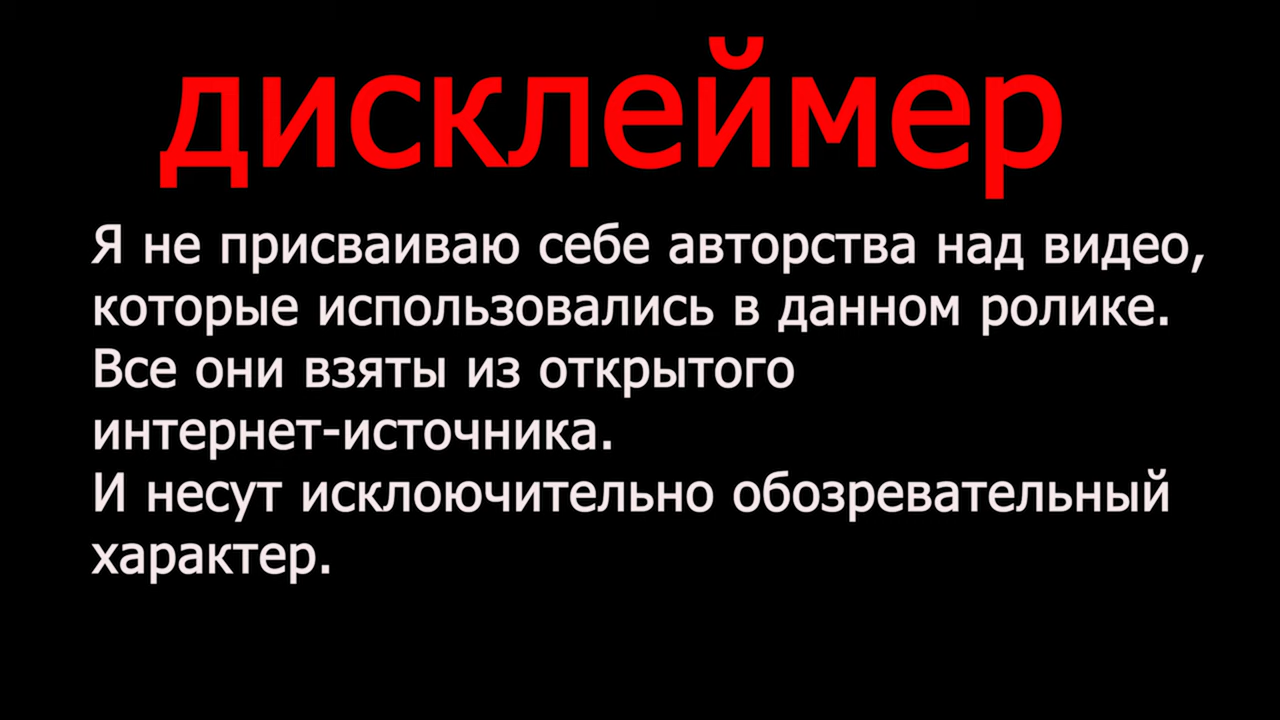 дисклеймер
Я не присваиваю себе авторства над видео,
которые использовались в данном ролике.
Все они взяты из открытого
интернет-источника.
И несут исклоючительно обозревательный
характер.